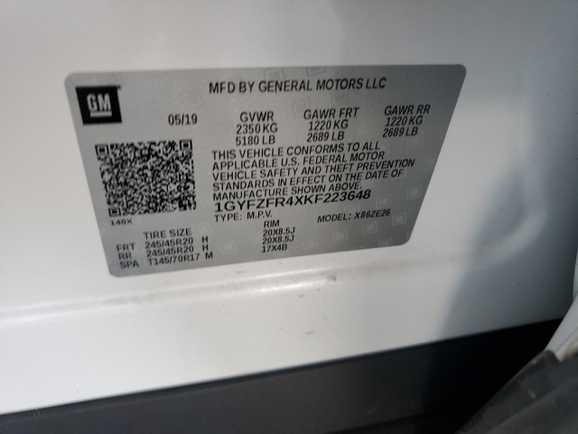 GM
MFD BY GENERAL MOTORS LLC
05/19
GVWR GAWR FRT GAWR RR
2350 KG 1220 KG 1220 KG
5180 LB 2689 LB 2689 LB
THIS VEHICLE CONFORMS TO ALL
APPLICABLE U.S. FEDERAL MOTOR
VEHICLE SAFETY AND THEFT PREVENTION
STANDARDS IN EFFECT ON THE DATE OF
MANUFACTURE SHOWN ABOVE.
1GYFZFR4XKF223648
140X
TYPE: M.P.V. MODEL: X86ZE26
TIRE SIZE RIM
FRT 245/45R20 H 20X8.5J
RR 245/45R20 H 20X8.5J
SPA T145/70R17 M 17X4B